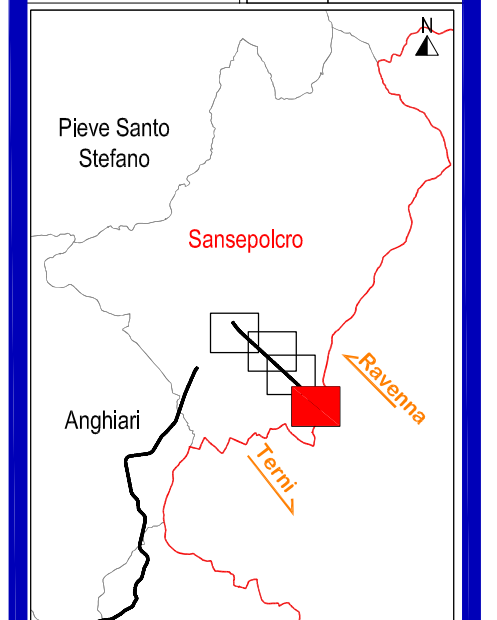 N
Pieve Santo
Stefano
Sansepolcro
Ravenna
Anghiari
Terni